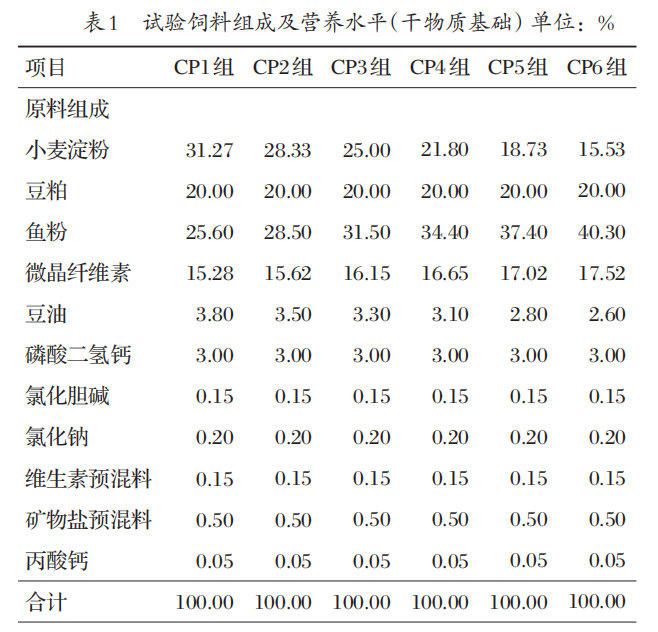 表1 试验饲料组成及营养水平(干物质基础) 单位：%
项目 CP1组 CP2组 CP3组 CP4组 CP5组 CP6组
原料组成
小麦淀粉 31.27 28.33 25.00 21.80 18.73 15.53
豆粕 20.00 20.00 20.00 20.00 20.00 20.00
鱼粉 25.60 28.50 31.50 34.40 37.40 40.30
微晶纤维素 15.28 15.62 16.15 16.65 17.02 17.52
豆油 3.80 3.50 3.30 3.10 2.80 2.60
磷酸二氢钙 3.00 3.00 3.00 3.00 3.00 3.00
氯化胆碱 0.15 0.15 0.15 0.15 0.15 0.15
氯化钠 0.20 0.20 0.20 0.20 0.20 0.20
维生素预混料 0.15 0.15 0.15 0.15 0.15 0.15
矿物盐预混料 0.50 0.50 0.50 0.50 0.50 0.50
丙酸钙 0.05 0.05 0.05 0.05 0.05 0.05
合计 100.00 100.00 100.00 100.00 100.00 100.00